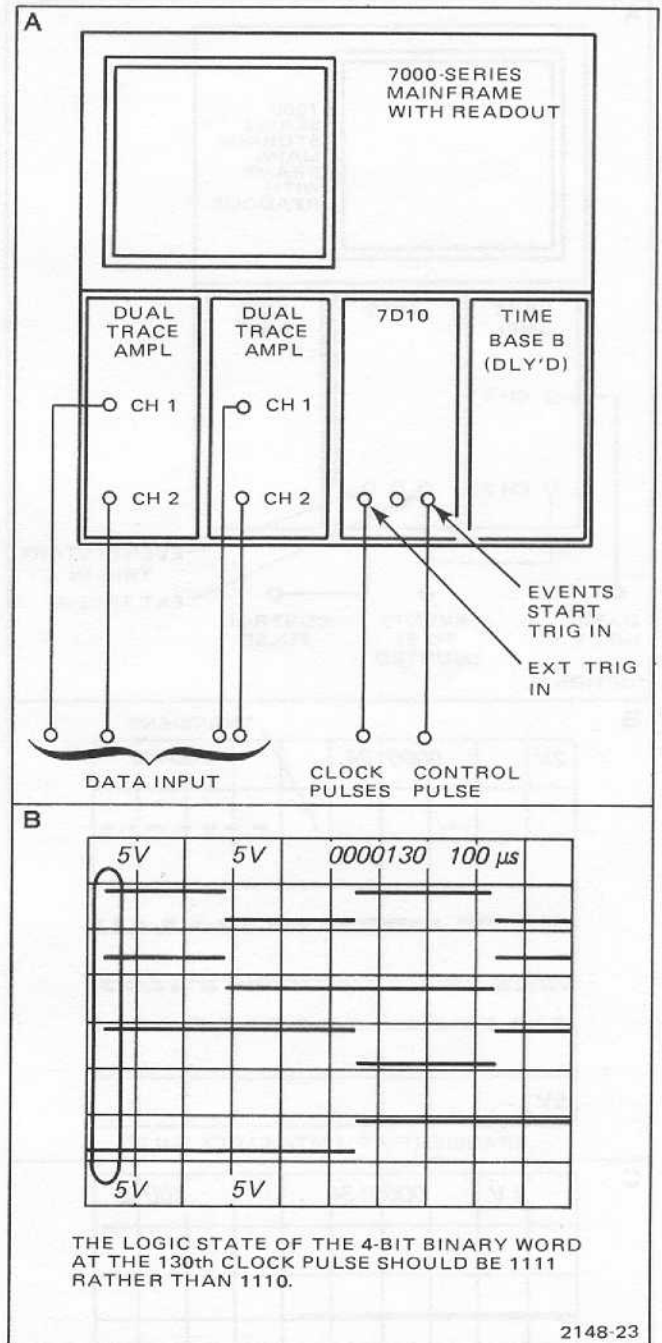 A
7000-SERIES
MAINFRAME
WITH READOUT
DUAL
TRACE
AMPL
CH 1
CH 2
DUAL
TRACE
AMPL
CH 1
CH 2
7D10
TIME
BASE B
(DLY'D)
EVENTS
START
TRIG IN
EXT TRIG
IN
DATA INPUT
CLOCK
PULSES
CONTROL
PULSE
B
5V 5V 0000130 100 µs
5V 5V
THE LOGIC STATE OF THE 4-BIT BINARY WORD
AT THE 130th CLOCK PULSE SHOULD BE 1111
RATHER THAN 1110.
2148-23